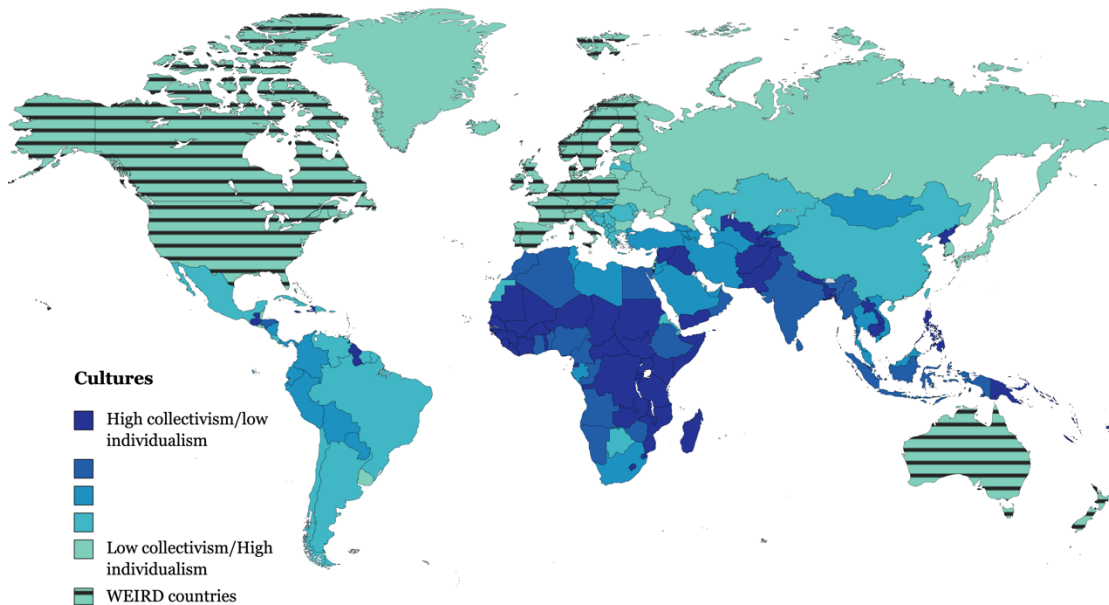 Cultures
High collectivism/low
individualism
Low collectivism/High
individualism
WEIRD countries